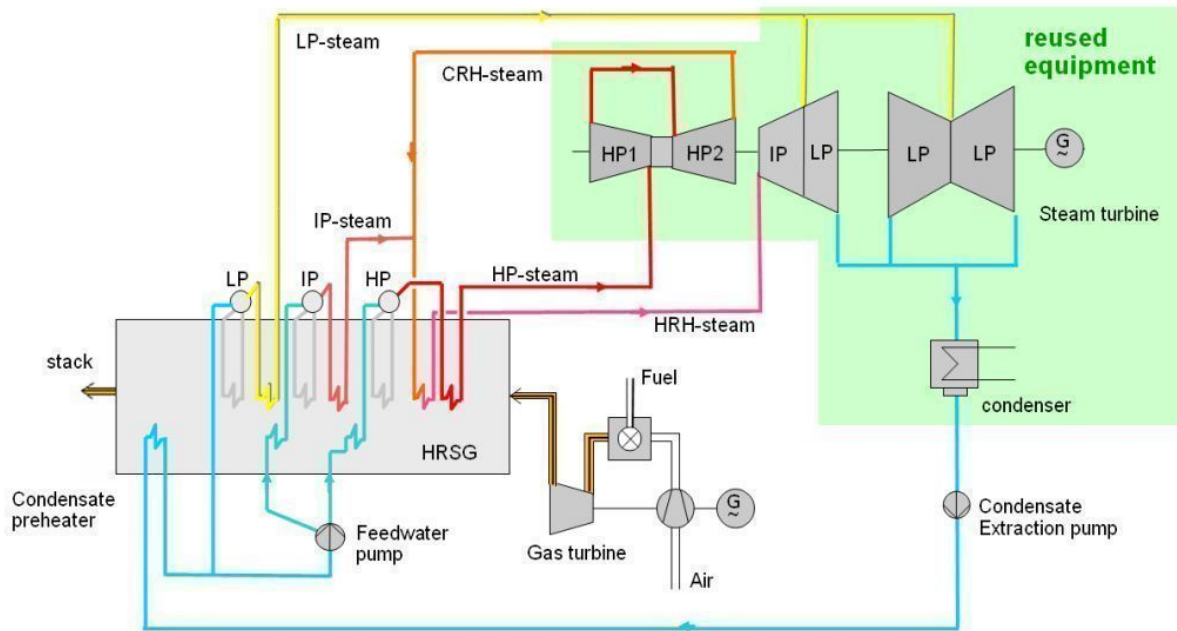 LP-steam
reused
equipment
CRH-steam
HP1
HP2
IP
LP
LP
LP
G
~
Steam turbine
IP-steam
LP
IP
HP
HP-steam
HRH-steam
stack
Fuel
condenser
HRSG
Condensate
preheater
Feedwater
pump
G
~
Condensate
Extraction pump
Gas turbine
Air